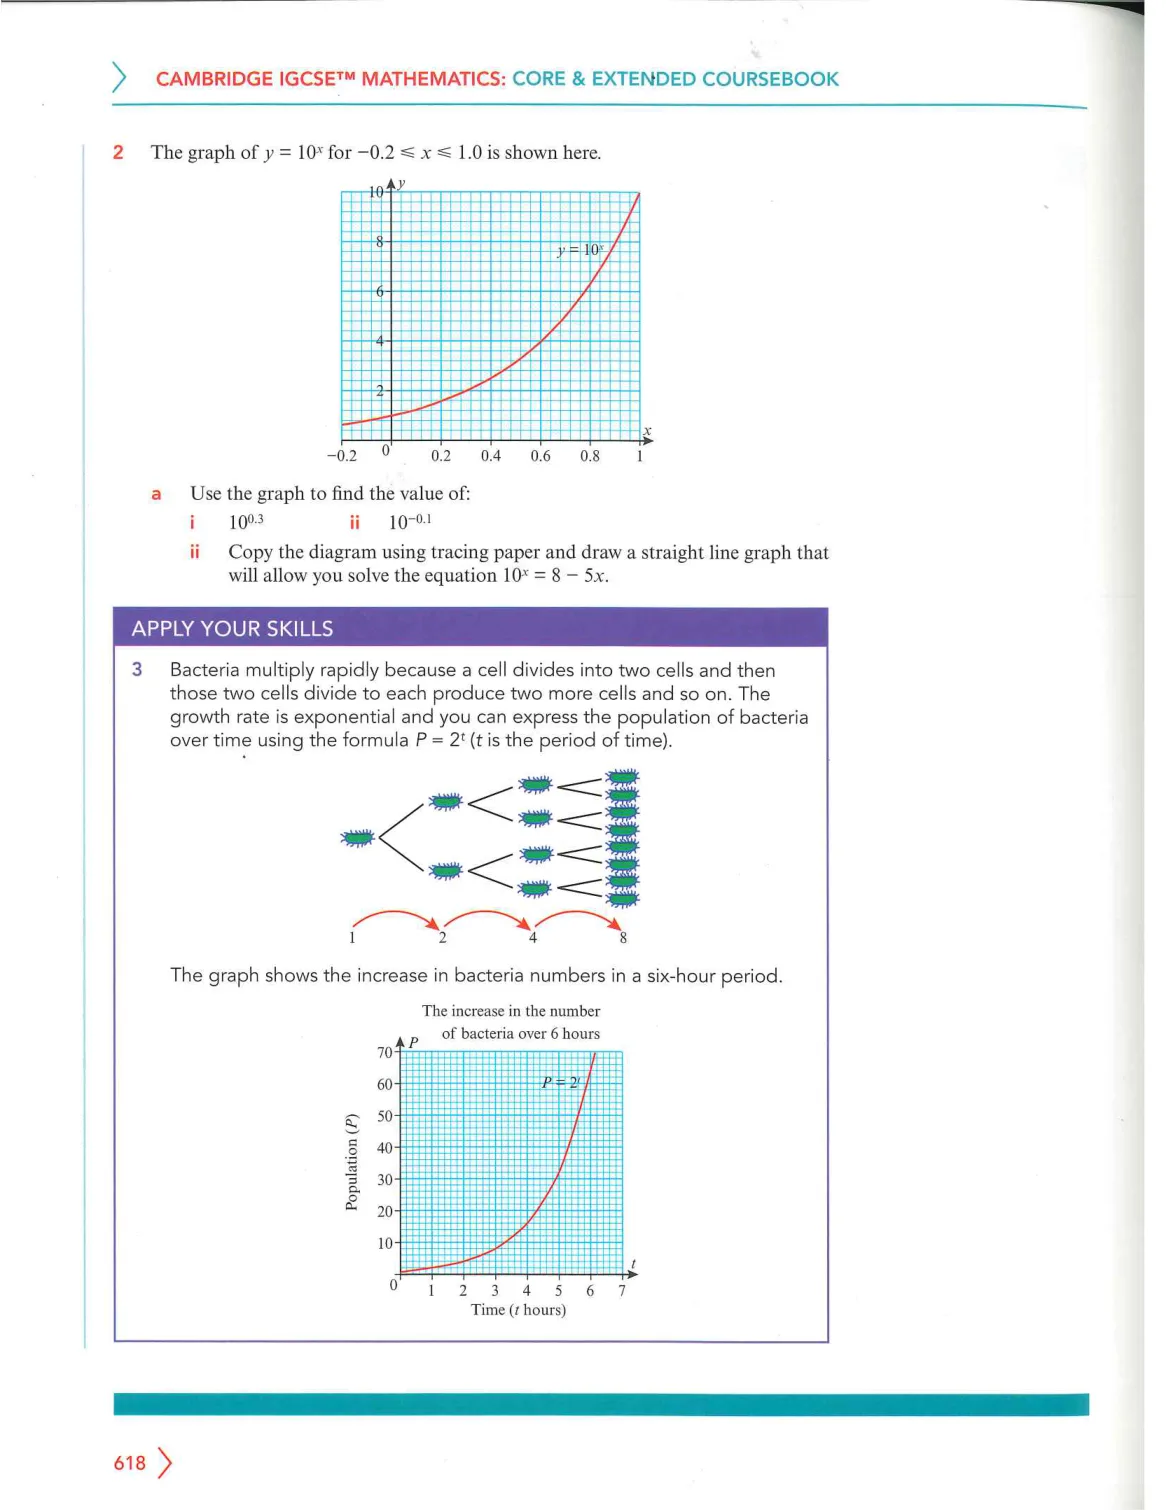 CAMBRIDGE IGCSE™ MATHEMATICS: CORE & EXTENDED COURSEBOOK
2 The graph of y = 10ˣ for −0.2 ⩽ x ⩽ 1.0 is shown here.
y
10
8
y = 10ˣ
6
4
2
x
−0.2 0 0.2 0.4 0.6 0.8 1
a Use the graph to find the value of:
i 10⁰·³ ii 10⁻⁰·¹
ii Copy the diagram using tracing paper and draw a straight line graph that
will allow you solve the equation 10ˣ = 8 − 5x.
APPLY YOUR SKILLS
3 Bacteria multiply rapidly because a cell divides into two cells and then
those two cells divide to each produce two more cells and so on. The
growth rate is exponential and you can express the population of bacteria
over time using the formula P = 2ᵗ (t is the period of time).
1 2 4 8
The graph shows the increase in bacteria numbers in a six-hour period.
The increase in the number
of bacteria over 6 hours
P
70
60
P = 2ᵗ
50
40
30
20
10
Population (P)
t
0 1 2 3 4 5 6 7
Time (t hours)
618